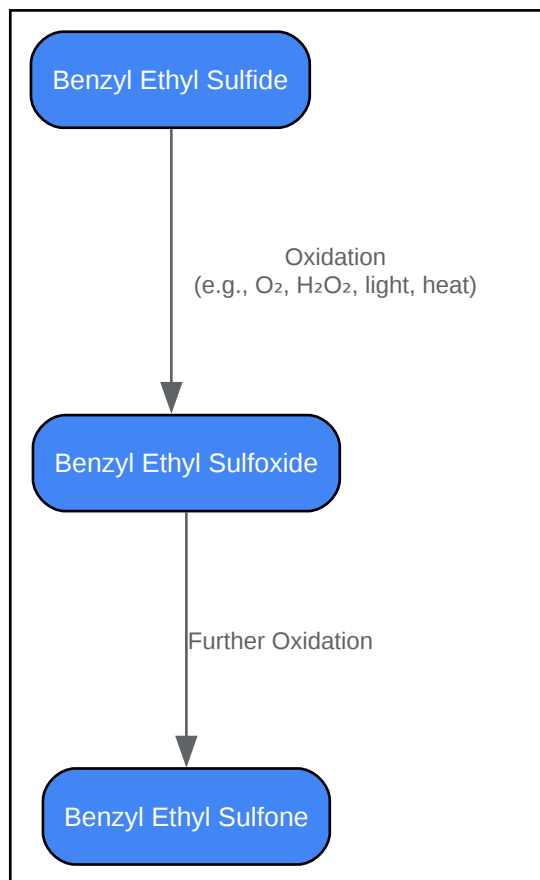 Benzyl Ethyl Sulfide
Oxidation
(e.g., O₂, H₂O₂, light, heat)
Benzyl Ethyl Sulfoxide
Further Oxidation
Benzyl Ethyl Sulfone